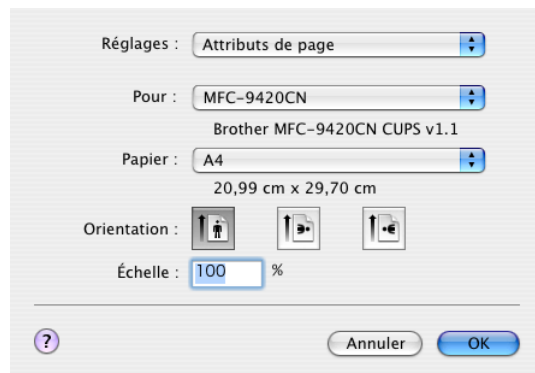 Réglages : Attributs de page
Pour : MFC-9420CN
Brother MFC-9420CN CUPS v1.1
Papier : A4
20,99 cm x 29,70 cm
Orientation :
Échelle : 100 %
? Annuler OK